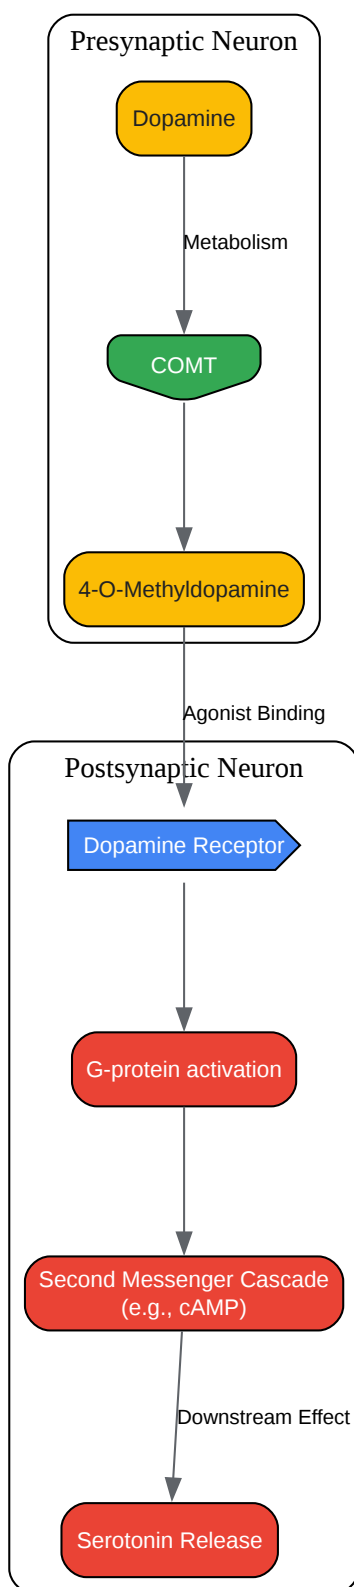 Presynaptic Neuron
Dopamine
Metabolism
COMT
4-O-Methyldopamine
Agonist Binding
Postsynaptic Neuron
Dopamine Receptor
G-protein activation
Second Messenger Cascade
(e.g., cAMP)
Downstream Effect
Serotonin Release